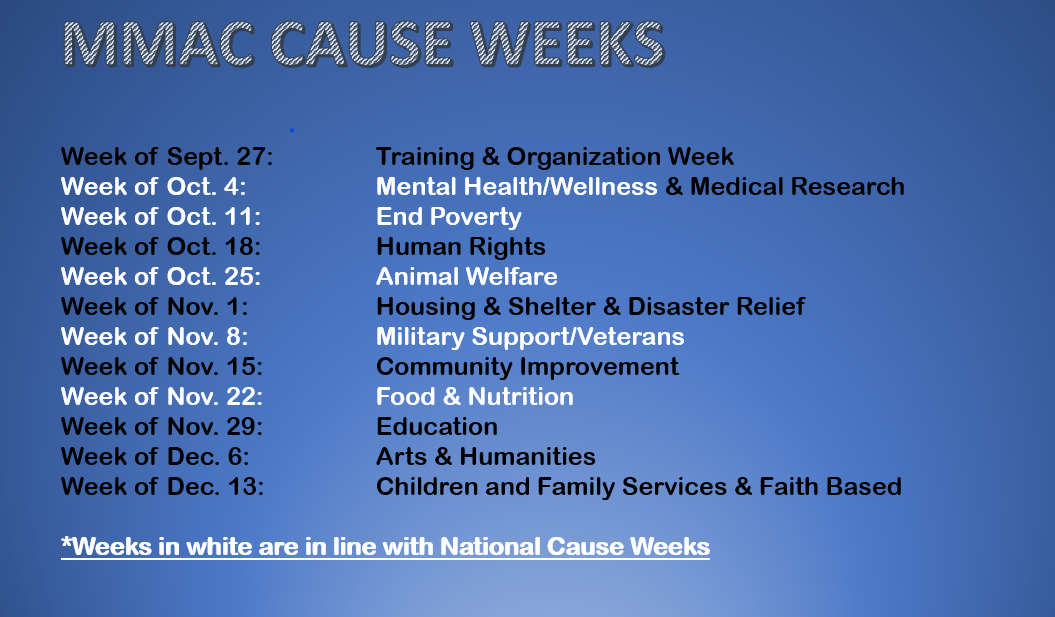 MMAC CAUSE WEEKS
Week of Sept. 27: Training & Organization Week
Week of Oct. 4: Mental Health/Wellness & Medical Research
Week of Oct. 11: End Poverty
Week of Oct. 18: Human Rights
Week of Oct. 25: Animal Welfare
Week of Nov. 1: Housing & Shelter & Disaster Relief
Week of Nov. 8: Military Support/Veterans
Week of Nov. 15: Community Improvement
Week of Nov. 22: Food & Nutrition
Week of Nov. 29: Education
Week of Dec. 6: Arts & Humanities
Week of Dec. 13: Children and Family Services & Faith Based
*Weeks in white are in line with National Cause Weeks